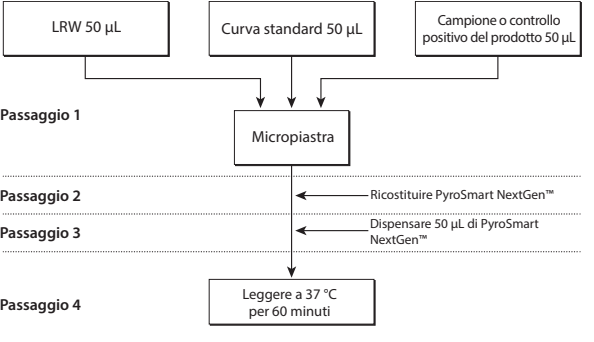 LRW 50 µL
Curva standard 50 µL
Campione o controllo
positivo del prodotto 50 µL
Passaggio 1
Micropiastra
Passaggio 2
Ricostituire PyroSmart NextGen™
Passaggio 3
Dispensare 50 µL di PyroSmart
NextGen™
Passaggio 4
Leggere a 37 °C
per 60 minuti